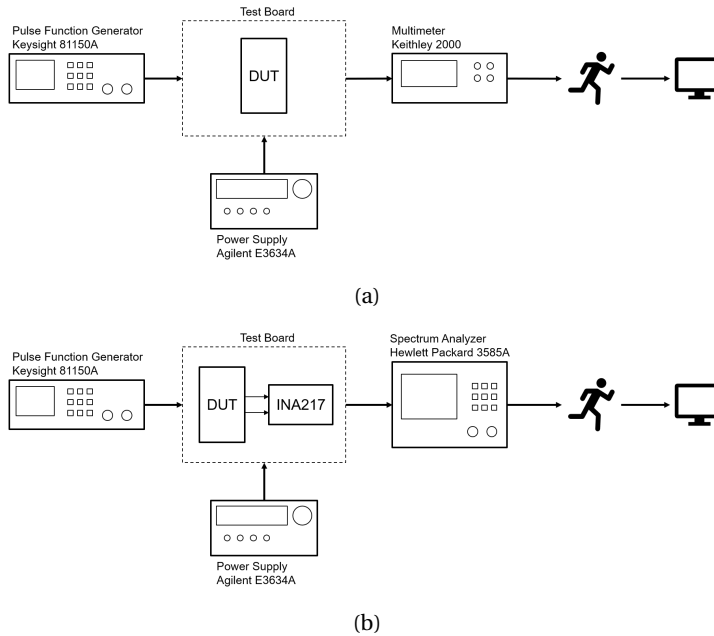 Pulse Function Generator
Keysight 81150A
Test Board
DUT
Multimeter
Keithley 2000
Power Supply
Agilent E3634A
(a)
Pulse Function Generator
Keysight 81150A
Test Board
DUT
INA217
Spectrum Analyzer
Hewlett Packard 3585A
Power Supply
Agilent E3634A
(b)